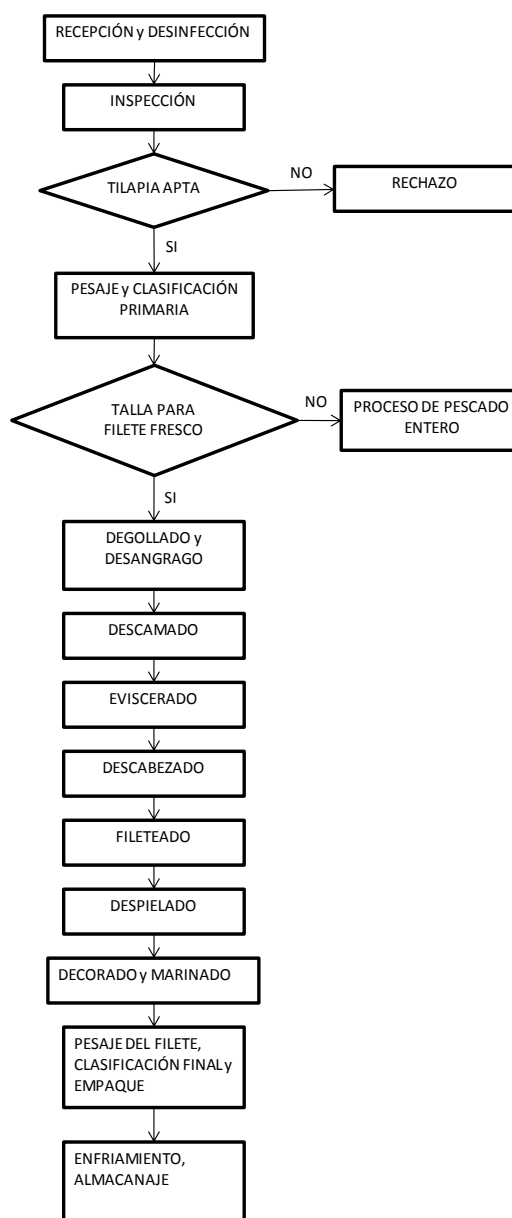 RECEPCIÓN y DESINFECCIÓN
INSPECCIÓN
TILAPIA APTA
NO
RECHAZO
SI
PESAJE y CLASIFICACIÓN
PRIMARIA
TALLA PARA
FILETE FRESCO
NO
PROCESO DE PESCADO
ENTERO
SI
DEGOLLADO y
DESANGRAGO
DESCAMADO
EVISCERADO
DESCABEZADO
FILETEADO
DESPIELADO
DECORADO y MARINADO
PESAJE DEL FILETE,
CLASIFICACIÓN FINAL y
EMPAQUE
ENFRIAMIENTO,
ALMACANAJE